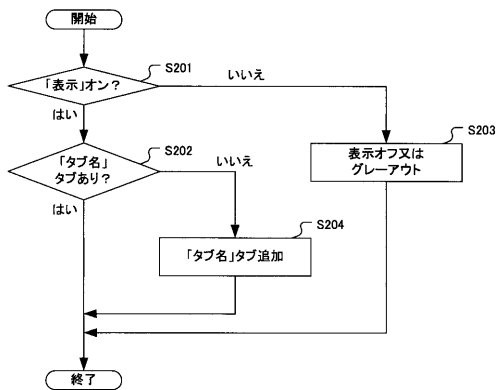 開始
S201
「表示」オン？
いいえ
はい
S203
表示オフ又は
グレーアウト
S202
「タブ名」
タブあり？
いいえ
はい
S204
「タブ名」タブ追加
終了